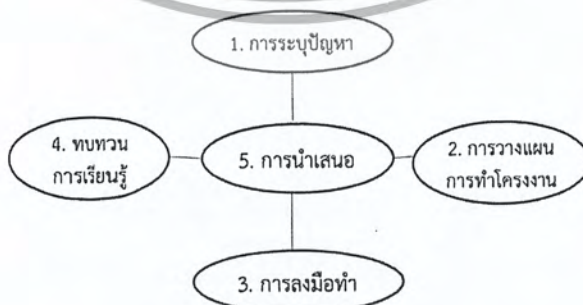 1. การระบุปัญหา
4. ทบทวน
การเรียนรู้
5. การนำเสนอ
2. การวางแผน
การทำโครงงาน
3. การลงมือทำ